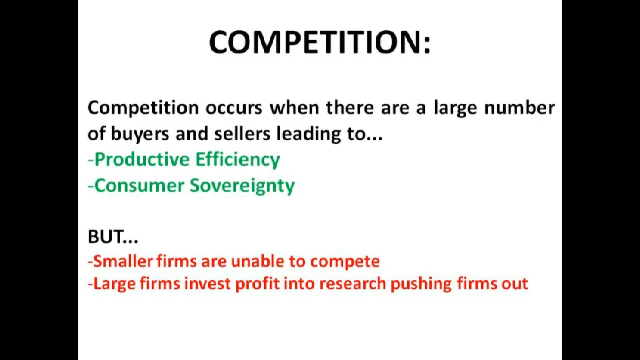 COMPETITION:
Competition occurs when there are a large number
of buyers and sellers leading to...
-Productive Efficiency
-Consumer Sovereignty
BUT...
-Smaller firms are unable to compete
-Large firms invest profit into research pushing firms out